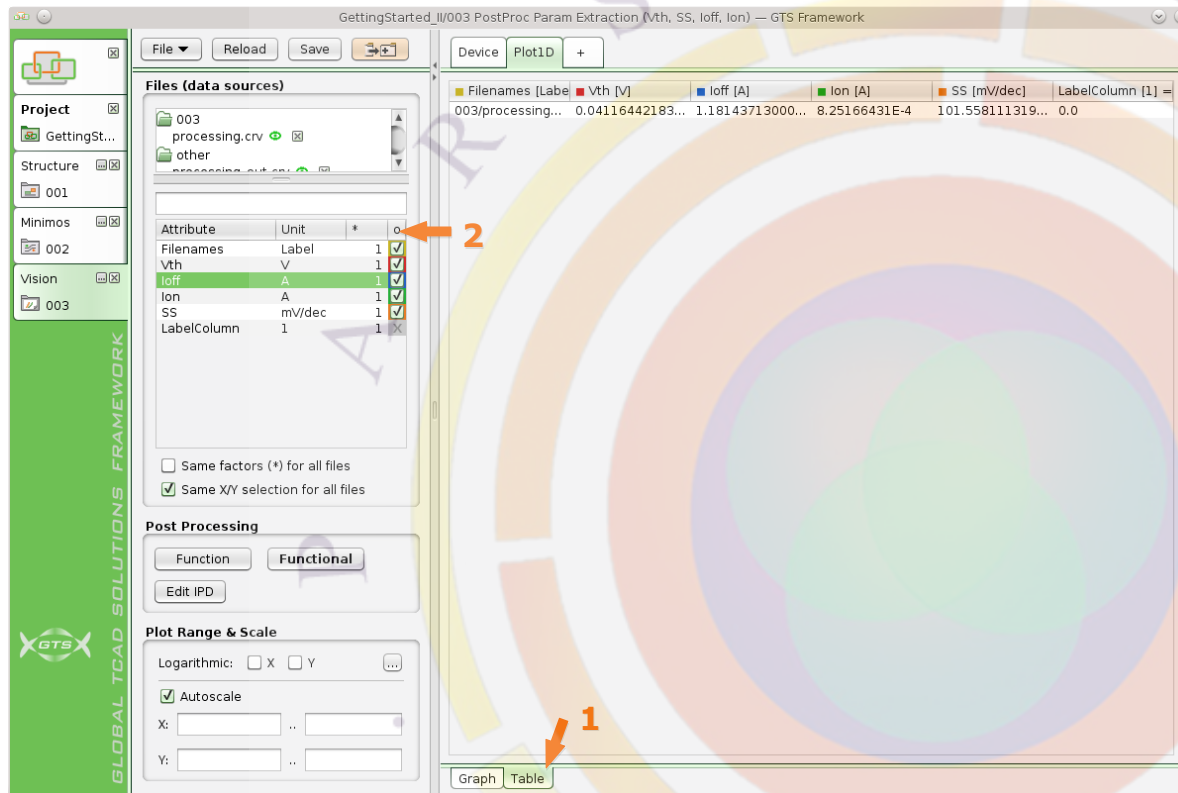 GettingStarted_II/003 PostProc Param Extraction (Vth, SS, Ioff, Ion) — GTS Framework
File Reload Save
Device Plot1D +
Project
GettingSt...
Structure
001
Minimos
002
Vision
003
GLOBAL TCAD SOLUTIONS FRAMEWORK
GTS
Files (data sources)
003
processing.crv
other
processing_out.crv
Attribute Unit * o
Filenames Label 1
Vth V 1
Ioff A 1
Ion A 1
SS mV/dec 1
LabelColumn 1 1 X
2
Same factors (*) for all files
Same X/Y selection for all files
Post Processing
Function Functional
Edit IPD
Plot Range & Scale
Logarithmic: X Y ...
Autoscale
X: ..
Y: ..
Filenames [Labe Vth [V] Ioff [A] Ion [A] SS [mV/dec] LabelColumn [1] =
003/processing... 0.04116442183... 1.18143713000... 8.25166431E-4 101.558111319... 0.0
1
Graph Table
P A R S